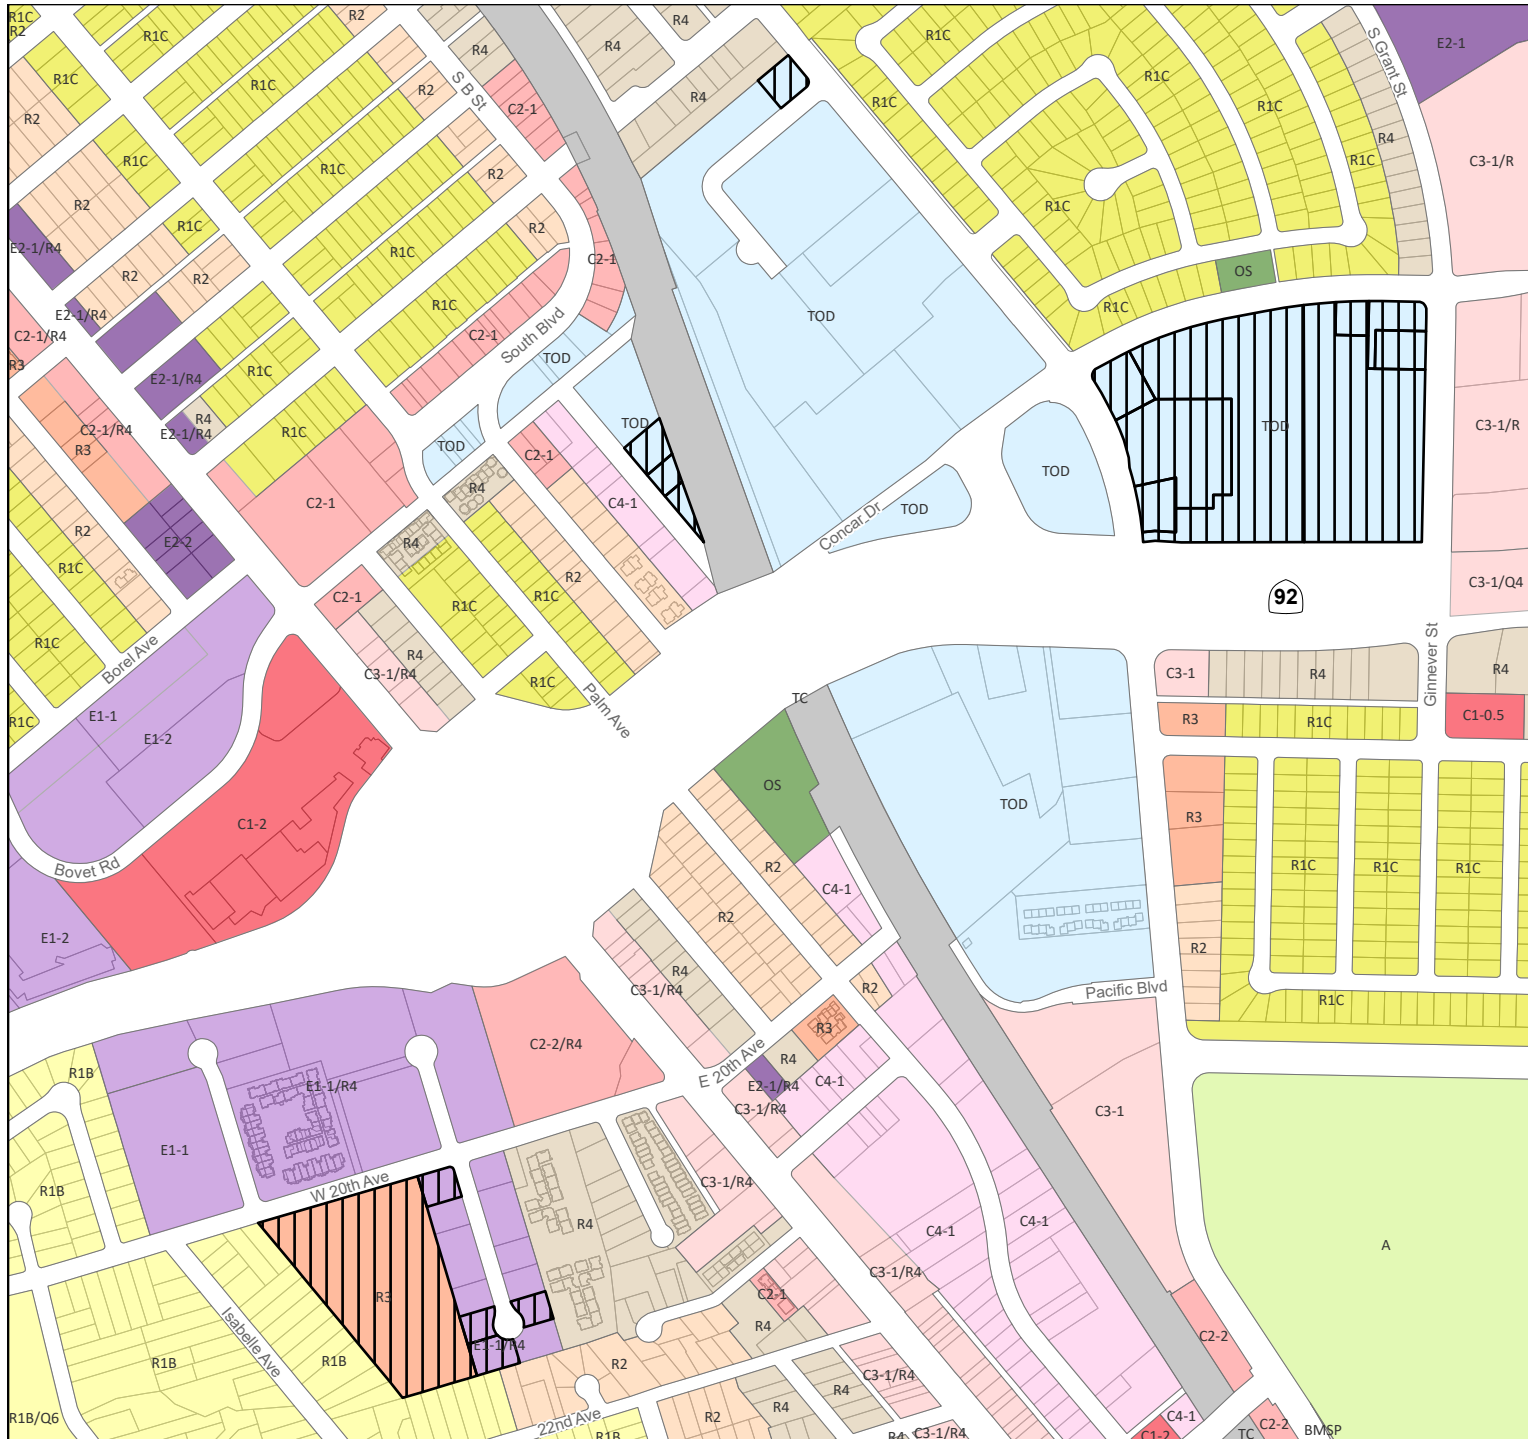 R1C
R2
R2
R4
R4
E2-1
R1C
R4
R1C
S Grant St
R4
R1C
R1C
R1C
S B St
R2
C2-1
R4
R1C
R1C
R2
R4
R1C
R1C
R1C
R2
C3-1/R
R2
R1C
R1C
R2
R1C
E2-1/R4
R2
R2
R1C
C2-1
OS
E2-1/R4
R1C
R1C
C2-1/R4
C2-1
South Blvd
TOD
TOD
R3
R1C
E2-1/R4
R4
C2-1/R4
E2-1/R4
R1C
R3
TOD
TOD
TOD
C3-1/R
C2-1
TOD
R4
C2-1
C4-1
TOD
Concar Dr
R2
E2-2
R4
R1C
R2
R1C
C2-1
R1C
C3-1/Q4
92
R1C
Borel Ave
R4
C3-1/R4
R1C
Palm Ave
TC
C3-1
R4
Ginnever St
R4
R1C
E1-1
E1-2
R3
R1C
C1-0.5
OS
TOD
C1-2
R3
Bovet Rd
R2
C4-1
R1C
R1C
R1C
R2
E1-2
R4
C3-1/R4
R2
R2
Pacific Blvd
R1C
R3
C2-2/R4
E 20th Ave
R4
E2-1/R4
C4-1
C3-1/R4
C3-1
R1B
E1-1/R4
E1-1
W 20th Ave
R1B
C3-1/R4
R4
C4-1
C4-1
A
C3-1/R4
R3
C2-1
R4
Isabelle Ave
R1B
R1B
E1-1/R4
R2
C2-2
C3-1/R4
R4
R4
R2
R1B/Q6
22nd Ave
R1B
R4
C3-1/R4
C4-1
C1-2
TC
C2-2
BMSP